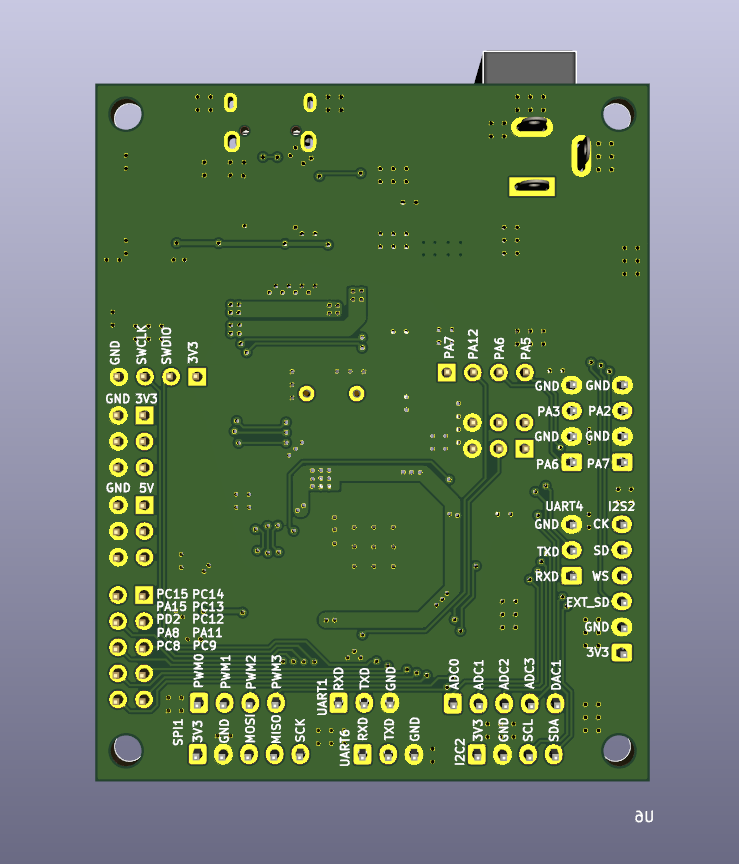 GND
SWCLK
SWDIO
3V3
PA7
PA12
PA6
PA5
GND 3V3
GND 5V
GND GND
PA3 PA2
GND GND
PA6 PA7
UART4 I2S2
GND CK
TXD SD
RXD WS
EXT_SD
GND
3V3
PC15 PC14
PA15 PC13
PD2 PC12
PA8 PA11
PC8 PC9
PWM0
PWM1
PWM2
PWM3
UART1
RXD
TXD
GND
ADC0
ADC1
ADC2
ADC3
DAC1
SPI1
3V3
GND
MOSI
MISO
SCK
UART6
RXD
TXD
GND
I2C2
3V3
GND
SCL
SDA